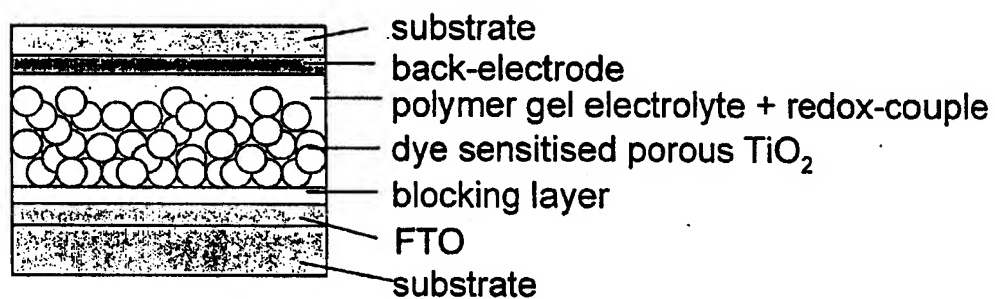 substrate
back-electrode
polymer gel electrolyte + redox-couple
dye sensitised porous TiO₂
blocking layer
FTO
substrate